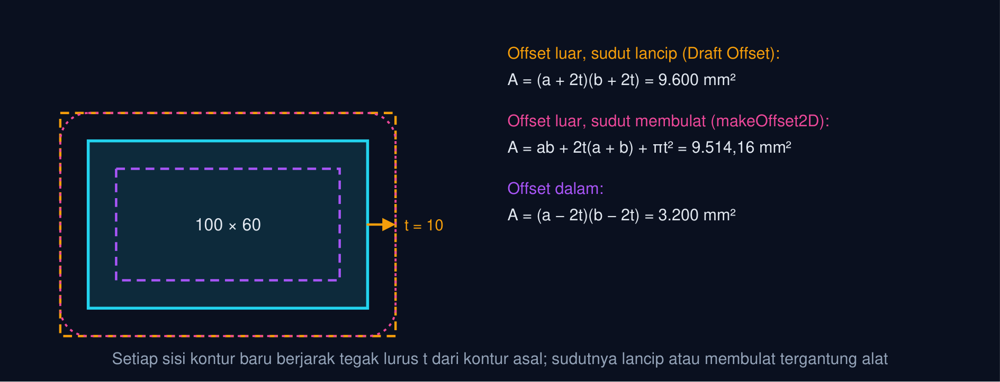 Offset luar, sudut lancip (Draft Offset):
A = (a + 2t)(b + 2t) = 9.600 mm²
Offset luar, sudut membulat (makeOffset2D):
A = ab + 2t(a + b) + πt² = 9.514,16 mm²
Offset dalam:
A = (a − 2t)(b − 2t) = 3.200 mm²
100 × 60
t = 10
Setiap sisi kontur baru berjarak tegak lurus t dari kontur asal; sudutnya lancip atau membulat tergantung alat